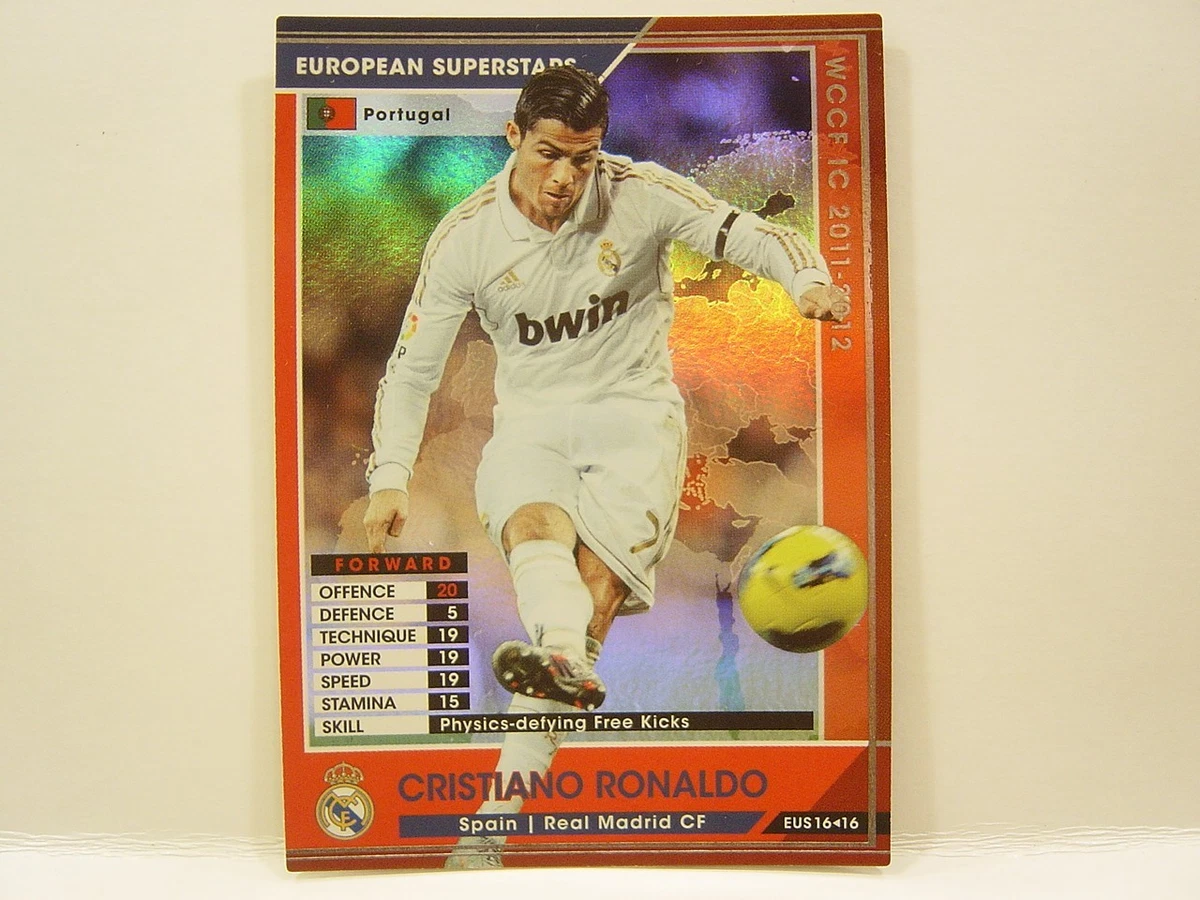 EUROPEAN SUPERSTARS
Portugal
WCCF IC 2011-2012
adidas
bwin
7
FORWARD
OFFENCE 20
DEFENCE 5
TECHNIQUE 19
POWER 19
SPEED 19
STAMINA 15
SKILL Physics-defying Free Kicks
CRISTIANO RONALDO
Spain | Real Madrid CF
EUS16◂16